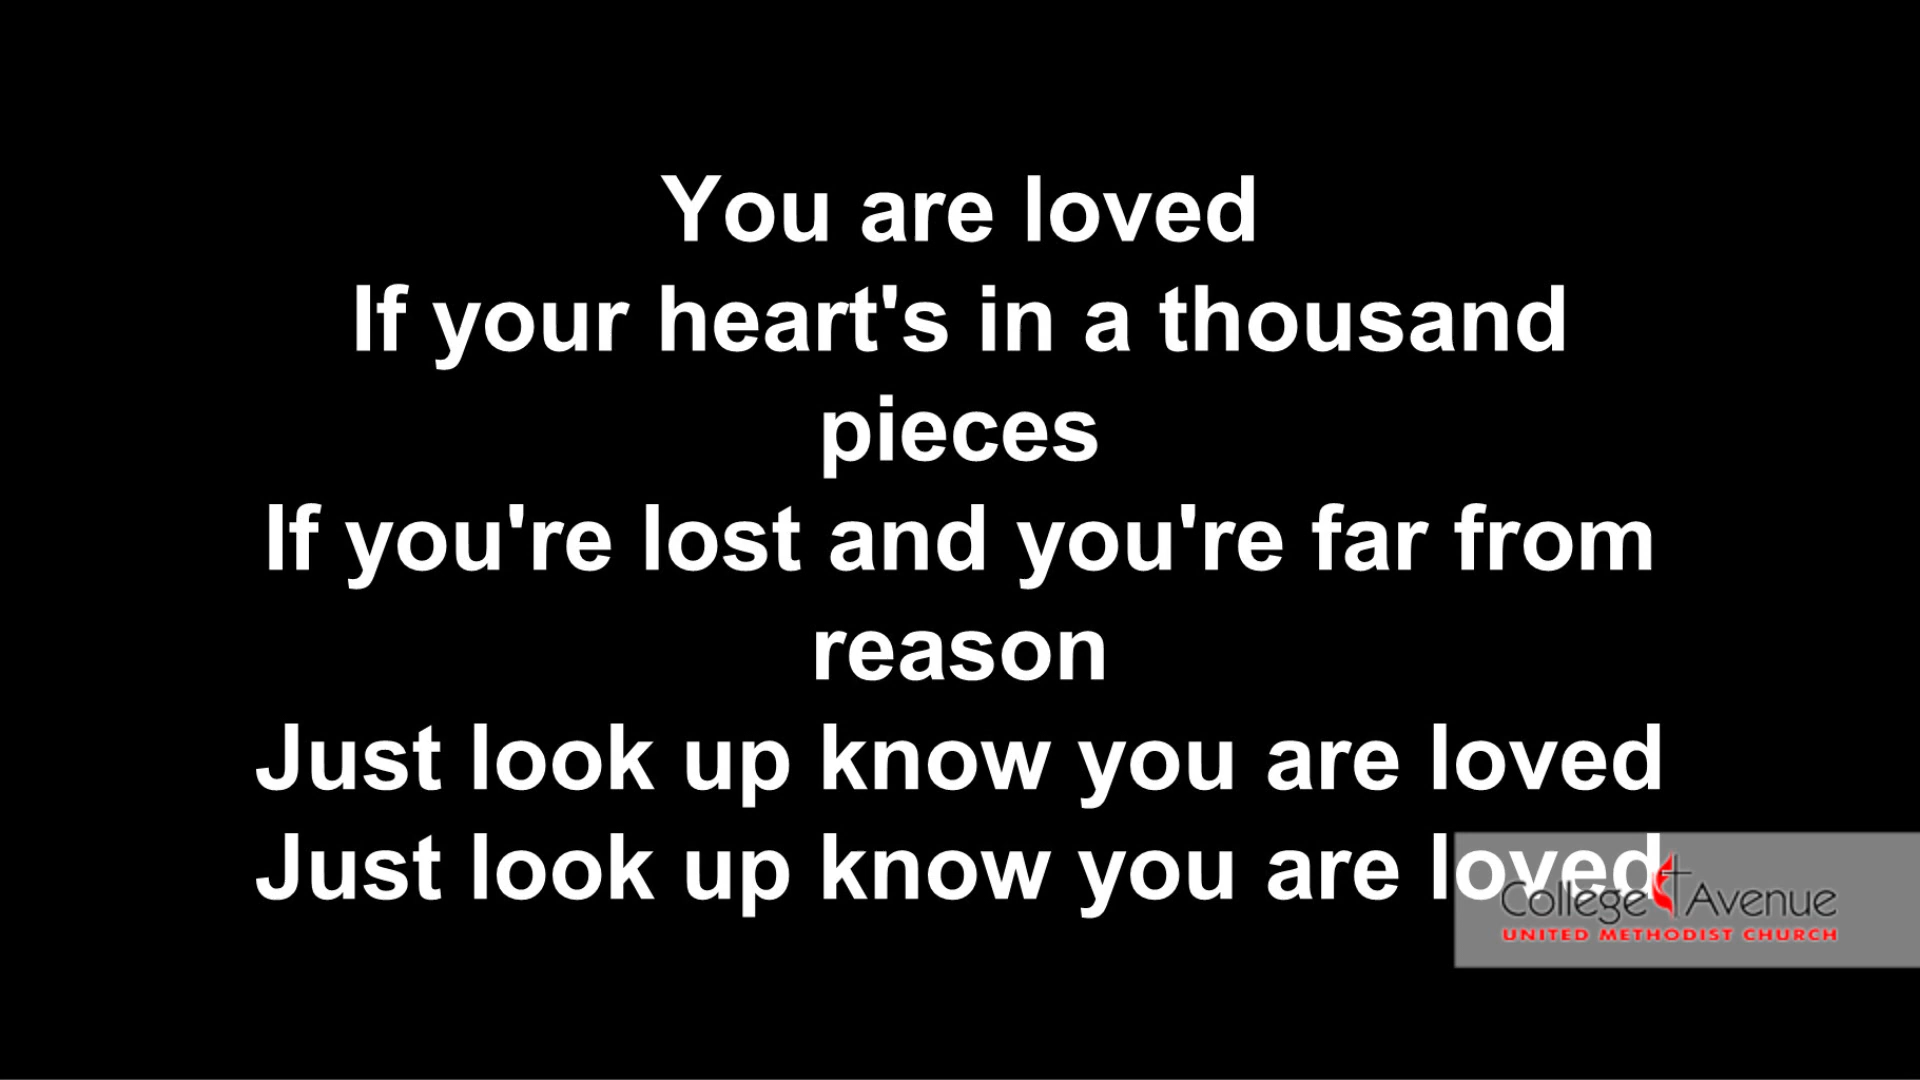 You are loved
If your heart's in a thousand
pieces
If you're lost and you're far from
reason
Just look up know you are loved
Just look up know you are loved
College Avenue
UNITED METHODIST CHURCH